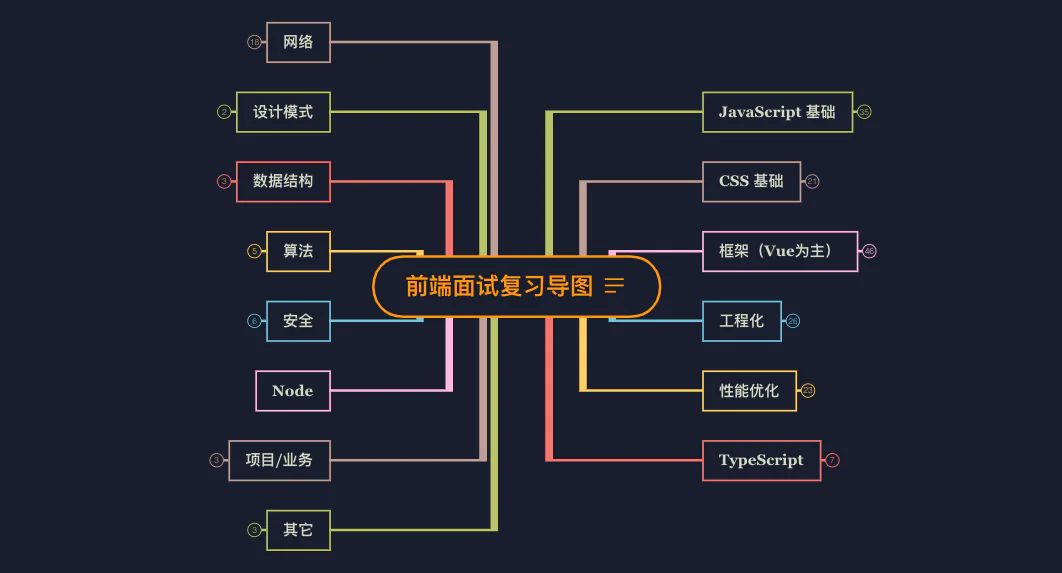 网络
18
设计模式
2
数据结构
3
算法
5
安全
6
Node
项目/业务
3
其它
3
前端面试复习导图
JavaScript 基础
35
CSS 基础
21
框架（Vue为主）
46
工程化
26
性能优化
23
TypeScript
7